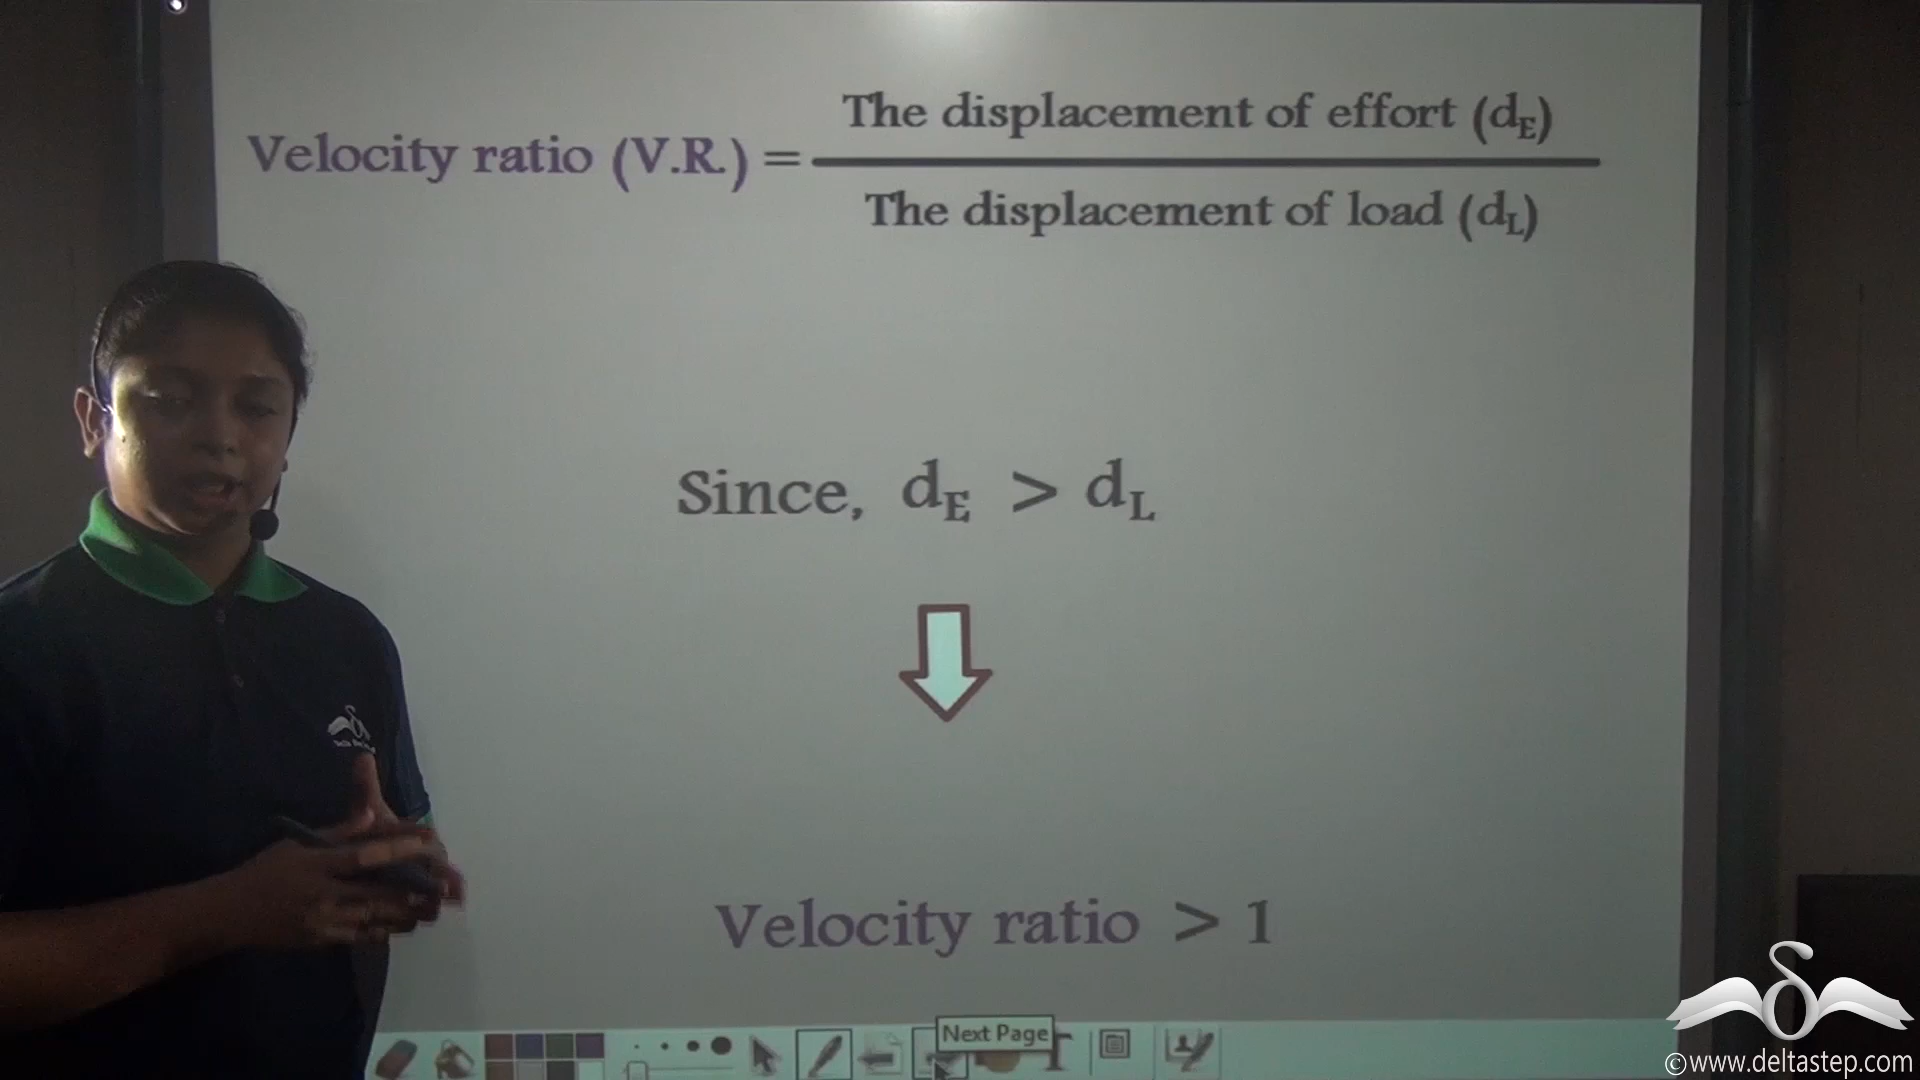 The displacement of effort (dE)
Velocity ratio (V.R.) =
The displacement of load (dL)
Since, dE > dL
Velocity ratio > 1
Next Page
©www.deltastep.com